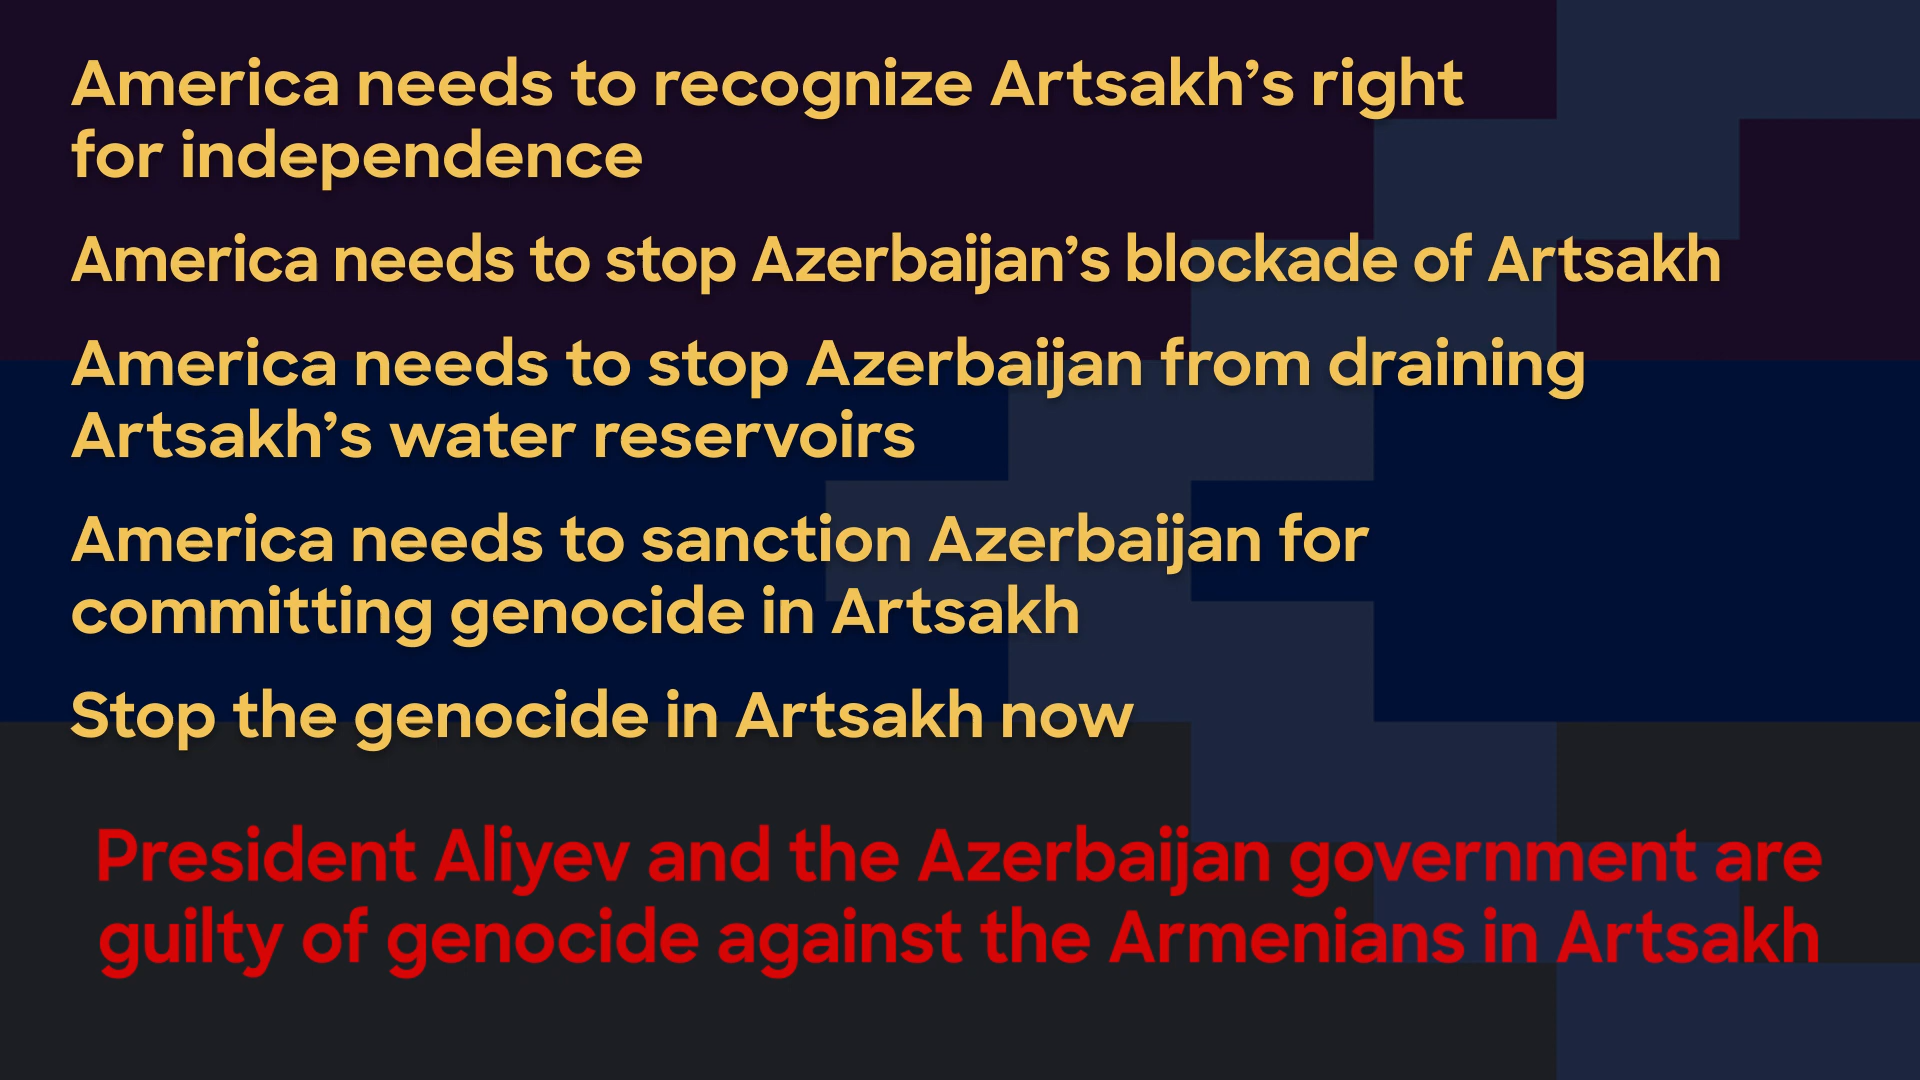 America needs to recognize Artsakh’s right
for independence
America needs to stop Azerbaijan’s blockade of Artsakh
America needs to stop Azerbaijan from draining
Artsakh’s water reservoirs
America needs to sanction Azerbaijan for
committing genocide in Artsakh
Stop the genocide in Artsakh now
President Aliyev and the Azerbaijan government are
guilty of genocide against the Armenians in Artsakh